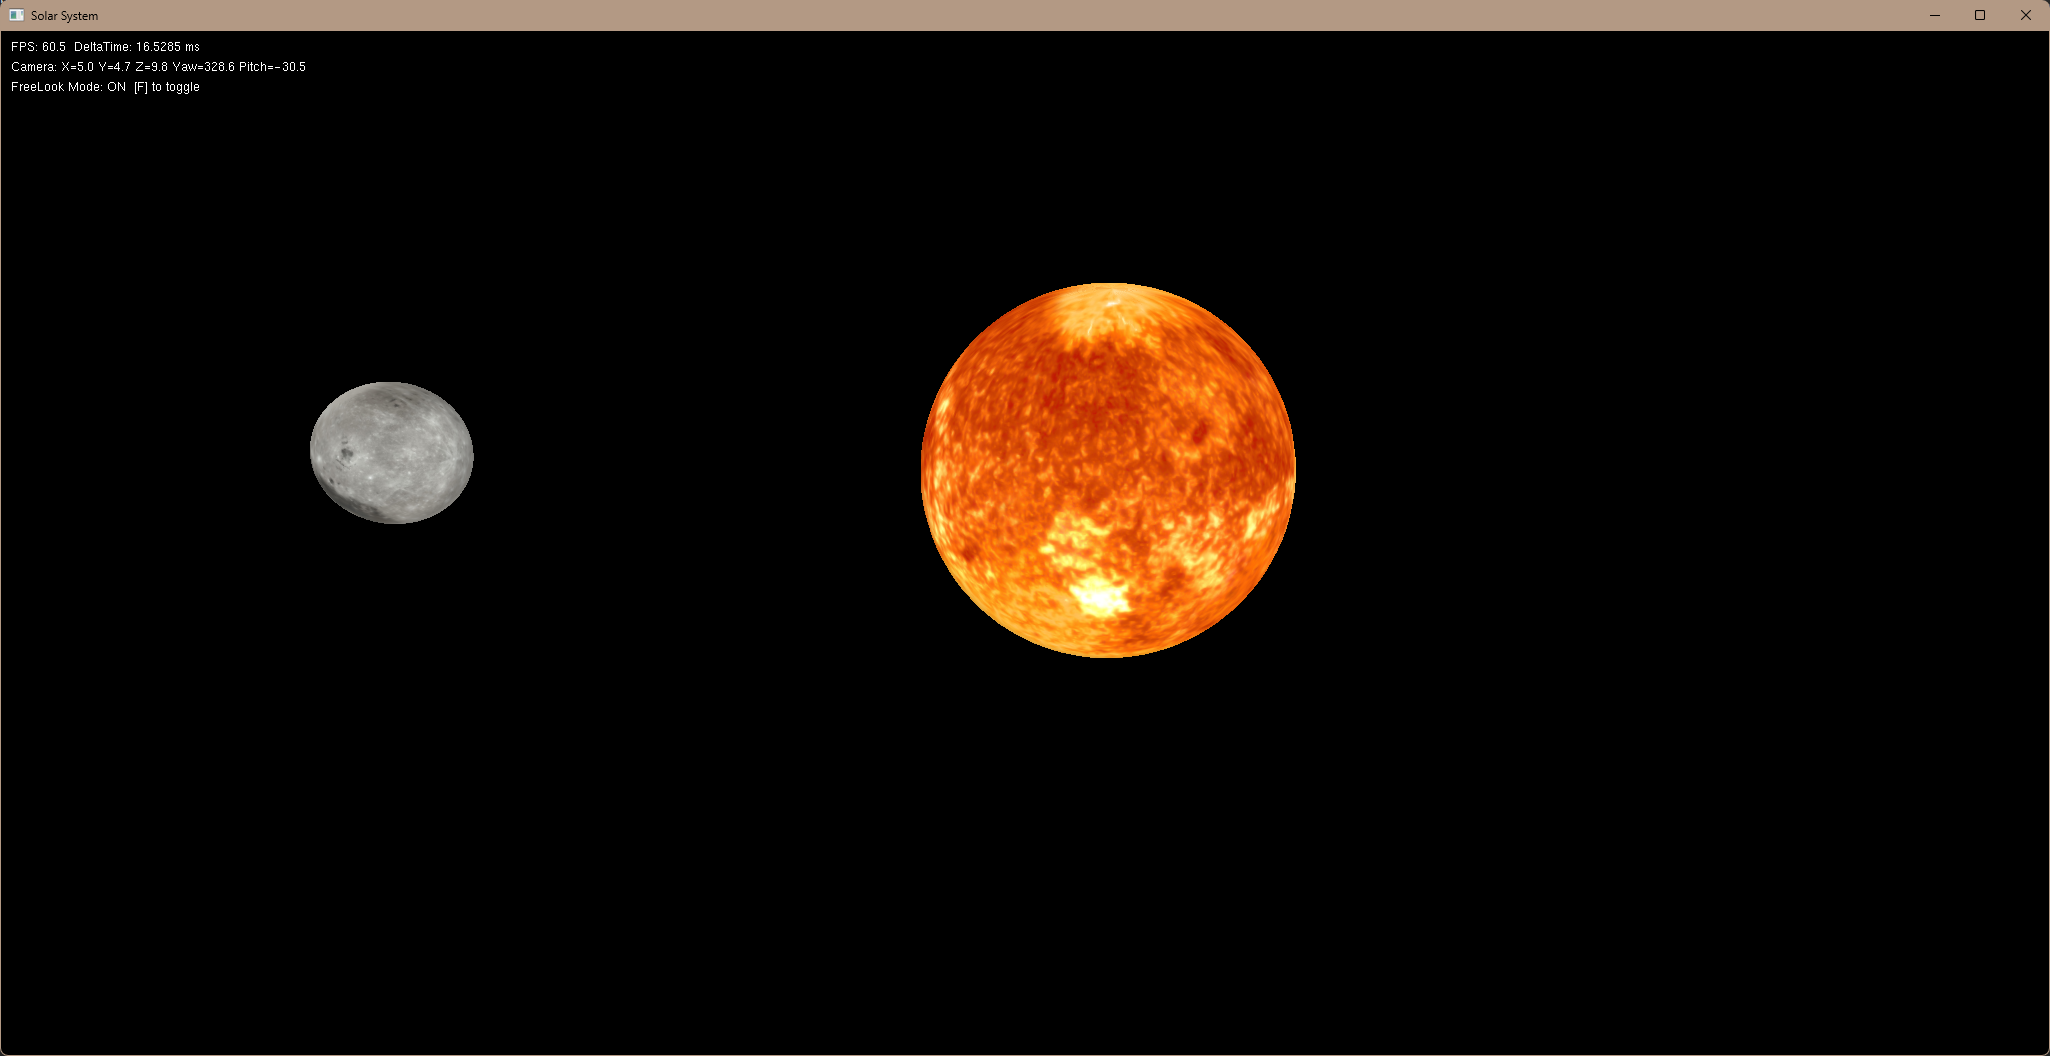 Solar System
FPS: 60.5  DeltaTime: 16.5285 ms
Camera: X=5.0 Y=4.7 Z=9.8 Yaw=328.6 Pitch=-30.5
FreeLook Mode: ON  [F] to toggle